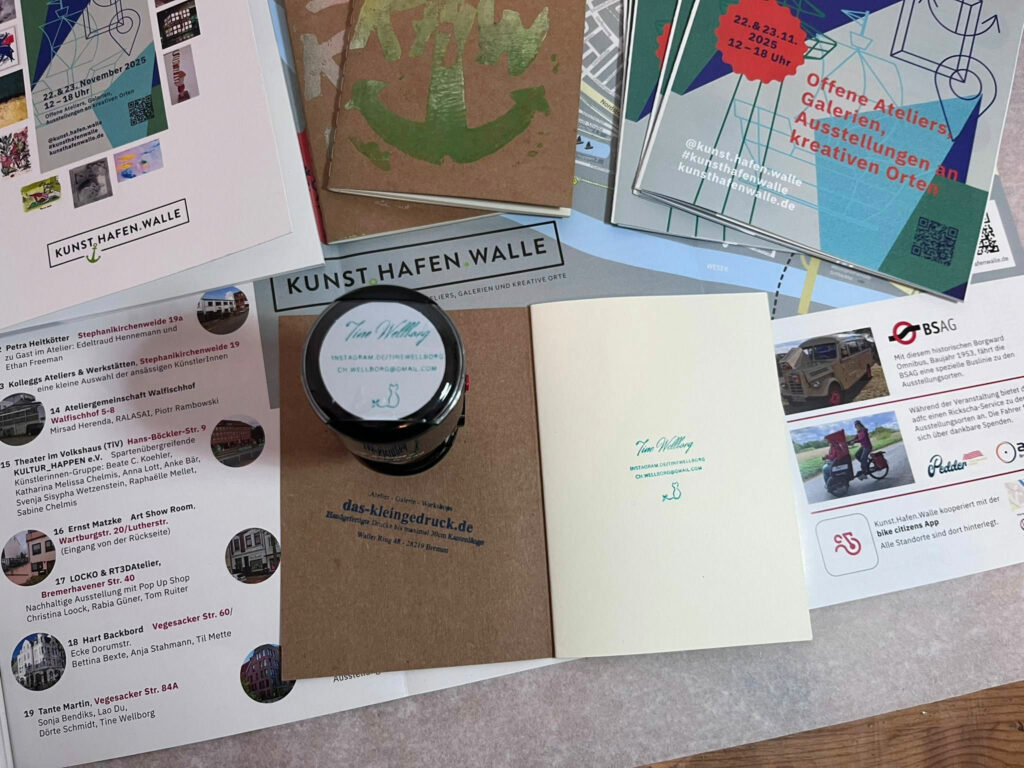 22. & 23. November 2025
12 – 18 Uhr
Offene Ateliers, Galerien,
Ausstellungen an kreativen Orten
@kunst.hafen.walle
#kunsthafenwalle
kunsthafenwalle.de
KUNST.HAFEN.WALLE
22. & 23. 11.
2025
12 – 18 Uhr
Offene Ateliers,
Galerien,
Ausstellungen an
kreativen Orten
@kunst.hafen.walle
#kunsthafenwalle
kunsthafenwalle.de
WESER
KUNST.HAFEN.WALLE
ATELIERS, GALERIEN UND KREATIVE ORTE
Petra Heitkötter Stephanikirchenweide 19a
zu Gast im Atelier: Edeltraud Hennemann und
Ethan Freeman
Kolleggs Ateliers & Werkstätten, Stephanikirchenweide 19
eine kleine Auswahl der ansässigen KünstlerInnen
14 Ateliergemeinschaft Walfischhof
Walfischhof 5-8
Mirsad Herenda, RALASAI, Piotr Rambowski
15 Theater im Volkshaus (TiV) Hans-Böckler-Str. 9
KULTUR_HAPPEN e.V. Spartenübergreifende
Künstlerinnen-Gruppe: Beate C. Koehler,
Katharina Melissa Chelmis, Anna Lott, Anke Bär,
Svenja Sisypha Wetzenstein, Raphaëlle Mellet,
Sabine Chelmis
16 Ernst Matzke Art Show Room,
Wartburgstr. 20/Lutherstr.
(Eingang von der Rückseite)
17 LOCKO & RT3DAtelier,
Bremerhavener Str. 40
Nachhaltige Ausstellung mit Pop Up Shop
Christina Loock, Rabia Güner, Tom Ruiter
18 Hart Backbord Vegesacker Str. 60/
Ecke Dorumstr.
Bettina Bexte, Anja Stahmann, Til Mette
19 Tante Martin, Vegesacker Str. 84A
Sonja Bendiks, Lao Du,
Dörte Schmidt, Tine Wellborg
Tine Wellborg
INSTAGRAM.DE/TINEWELLBORG
CH.WELLBORG@GMAIL.COM
Atelier - Galerie - Workshops
das-kleingedruck.de
Handgefertigte Drucke bis maximal 30cm Kantenlänge
Waller Ring 48 - 28219 Bremen
Tine Wellborg
INSTAGRAM.DE/TINEWELLBORG
CH.WELLBORG@GMAIL.COM
BSAG
Mit diesem historischen Borgward
Omnibus, Baujahr 1953, fährt die
BSAG eine spezielle Buslinie zu den
Ausstellungsorten.
Während der Veranstaltung bietet
adfc einen Rickscha-Service zu den
Ausstellungsorten an. Die Fahrer
sich über dankbare Spenden.
Kunst.Hafen.Walle kooperiert mit der
bike citizens App
Alle Standorte sind dort hinterlegt.